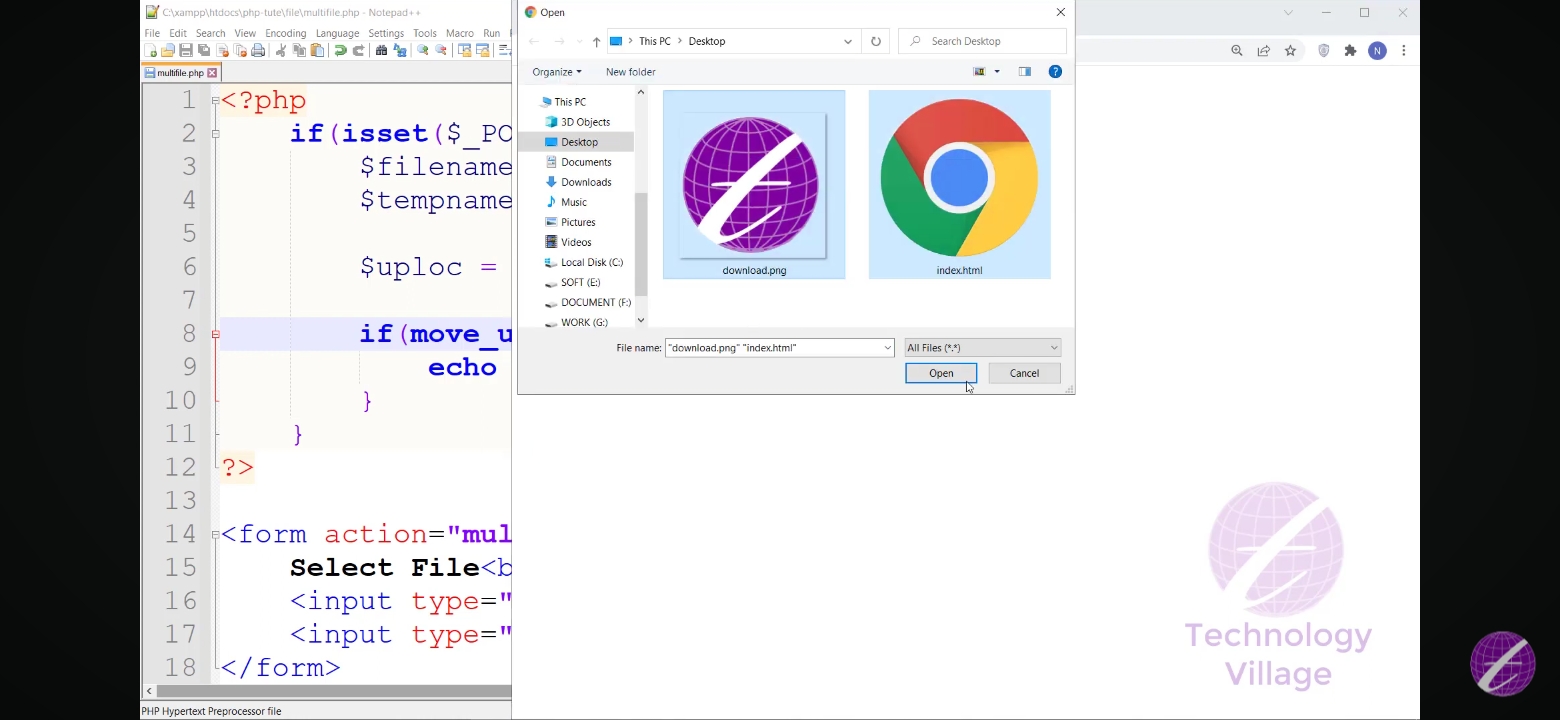 C:\xampp\htdocs\php-tute\file\multifile.php - Notepad++
File Edit Search View Encoding Language Settings Tools Macro Run
multifile.php
1 <?php
2 if(isset($_PO
3 $filename
4 $tempname
5
6 $uploc =
7
8 if(move_u
9 echo
10 }
11 }
12 ?>
13
14 <form action="mul
15 Select File<b
16 <input type="
17 <input type="
18 </form>
PHP Hypertext Preprocessor file
Open
This PC > Desktop
Search Desktop
Organize
New folder
This PC
3D Objects
Desktop
Documents
Downloads
Music
Pictures
Videos
Local Disk (C:)
SOFT (E:)
DOCUMENT (F:)
WORK (G:)
download.png
index.html
File name: "download.png" "index.html"
All Files (*.*)
Open
Cancel
N
Technology
Village